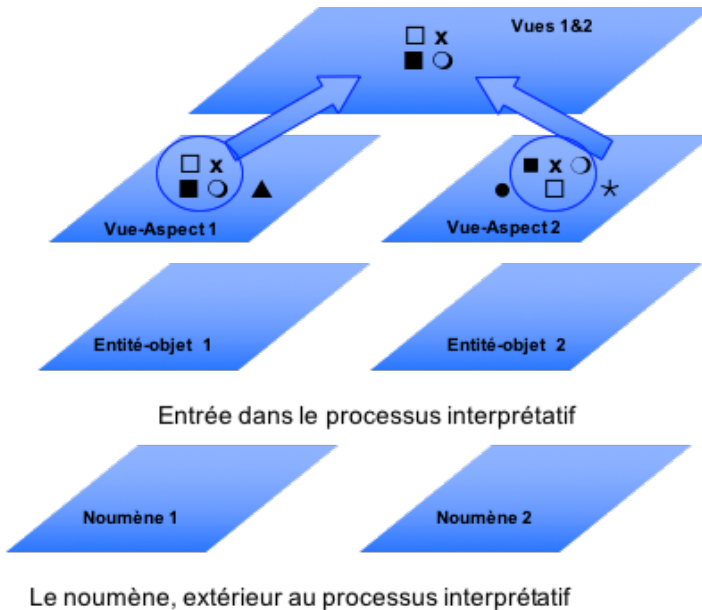 Vues 1&2
Vue-Aspect 1
Vue-Aspect 2
Entité-objet 1
Entité-objet 2
Entrée dans le processus interprétatif
Noumène 1
Noumène 2
Le noumène, extérieur au processus interprétatif